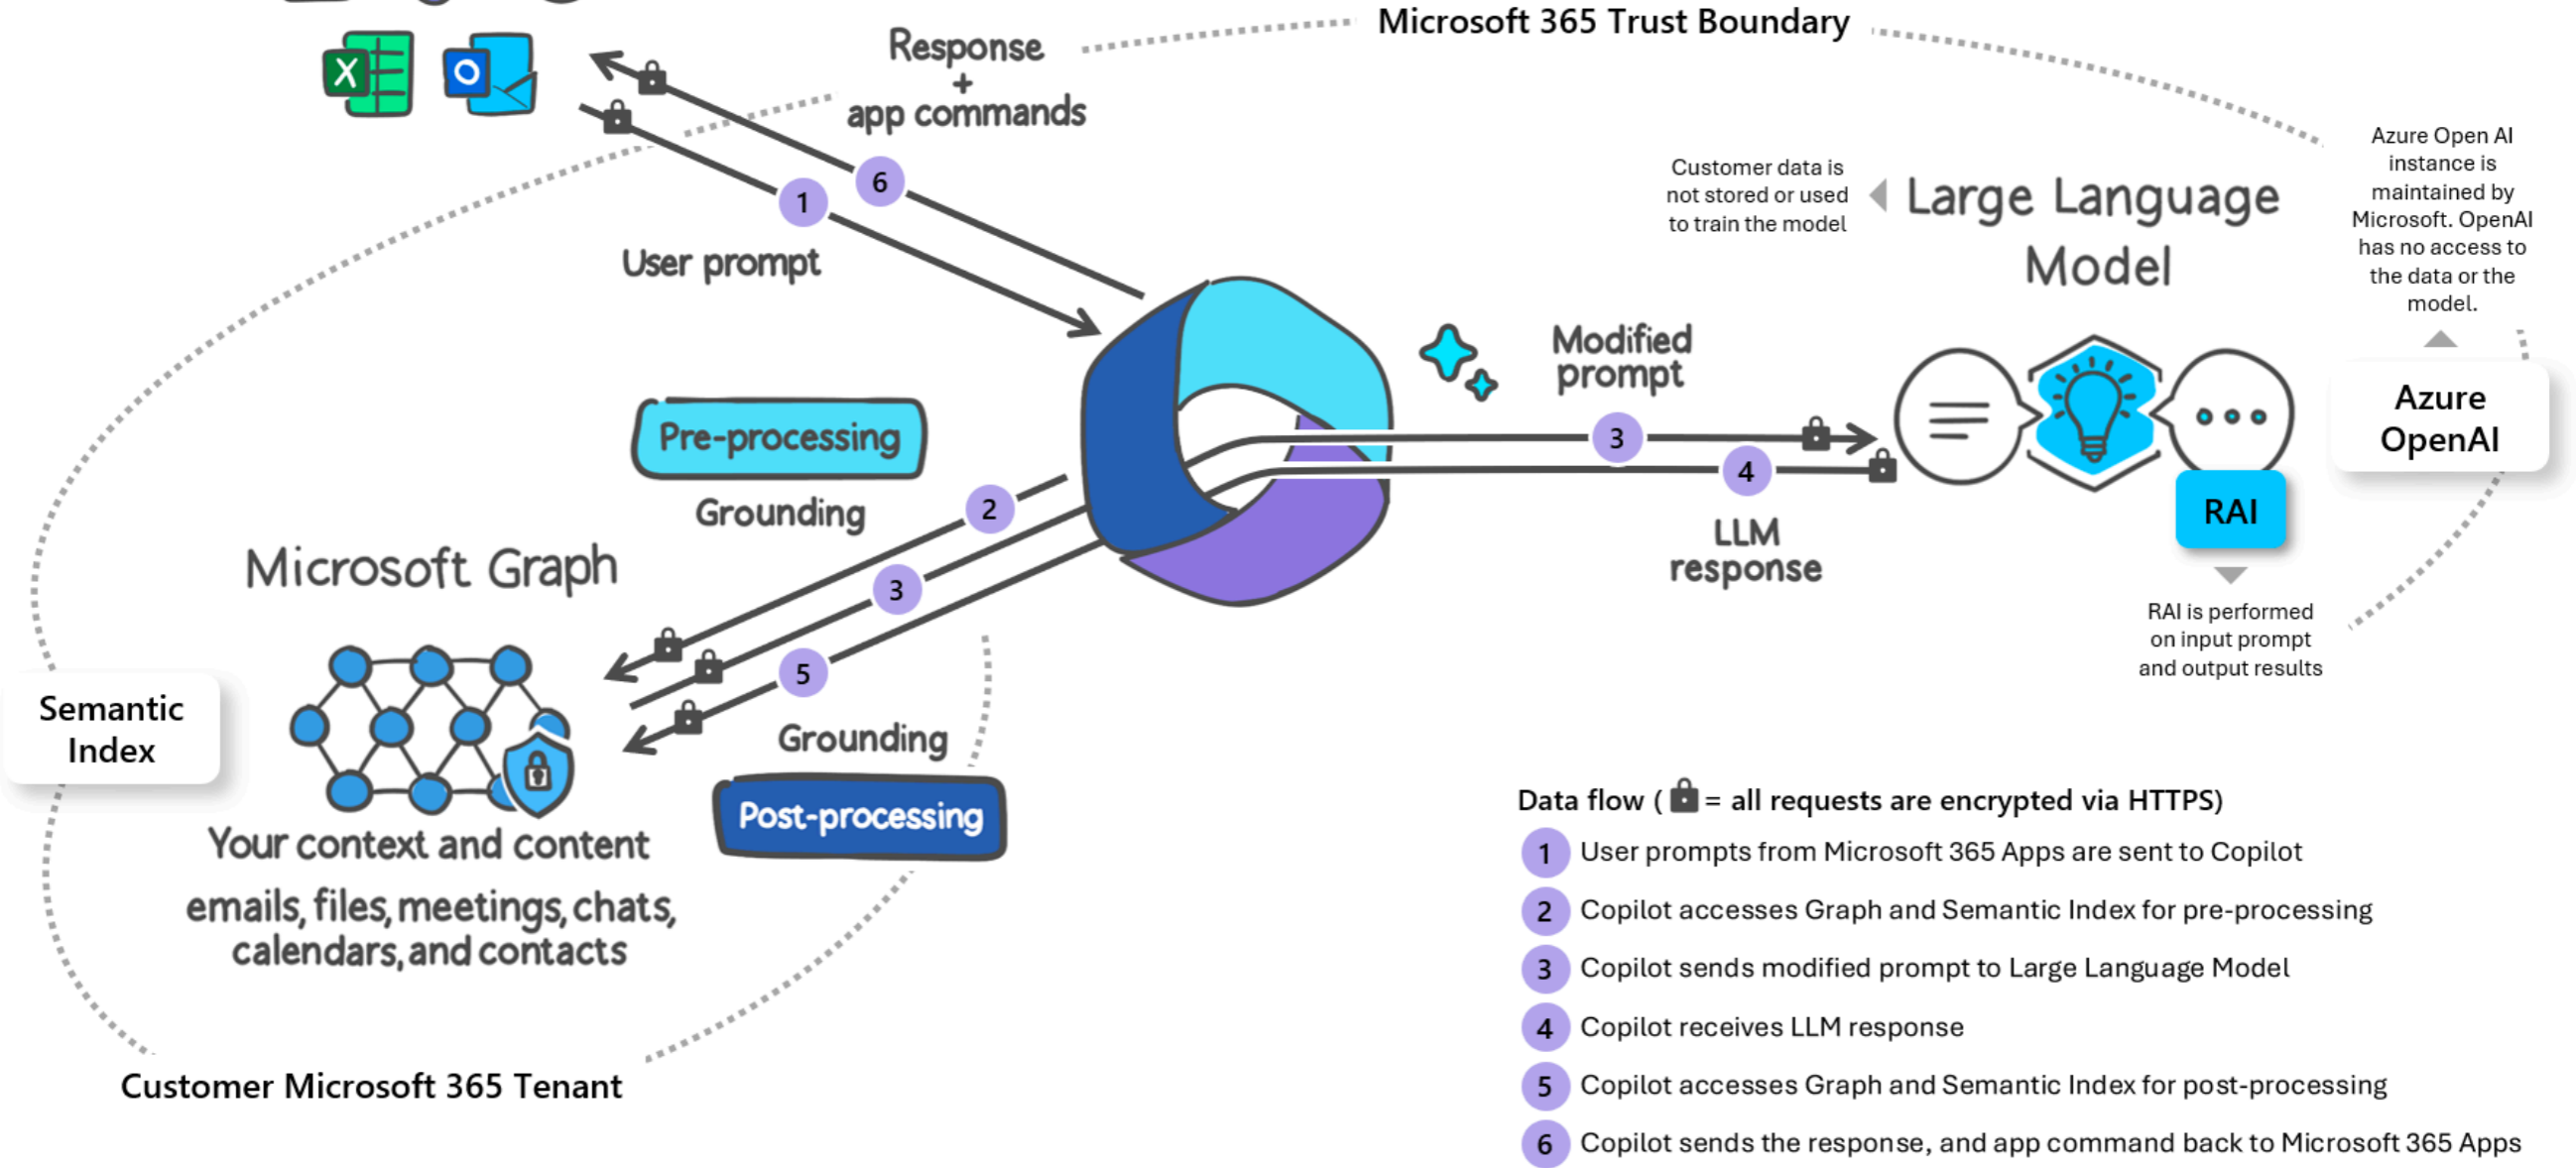 Microsoft 365 Trust Boundary
Response
+
app commands
X
O
6
1
User prompt
Customer data is
not stored or used
to train the model
Large Language
Model
Azure Open AI
instance is
maintained by
Microsoft. OpenAI
has no access to
the data or the
model.
Modified
prompt
Azure
OpenAI
Pre-processing
3
4
2
Grounding
RAI
LLM
response
Microsoft Graph
3
RAI is performed
on input prompt
and output results
5
Semantic
Index
Grounding
Post-processing
Your context and content
emails, files, meetings, chats,
calendars, and contacts
Customer Microsoft 365 Tenant
Data flow ( = all requests are encrypted via HTTPS)
1 User prompts from Microsoft 365 Apps are sent to Copilot
2 Copilot accesses Graph and Semantic Index for pre-processing
3 Copilot sends modified prompt to Large Language Model
4 Copilot receives LLM response
5 Copilot accesses Graph and Semantic Index for post-processing
6 Copilot sends the response, and app command back to Microsoft 365 Apps